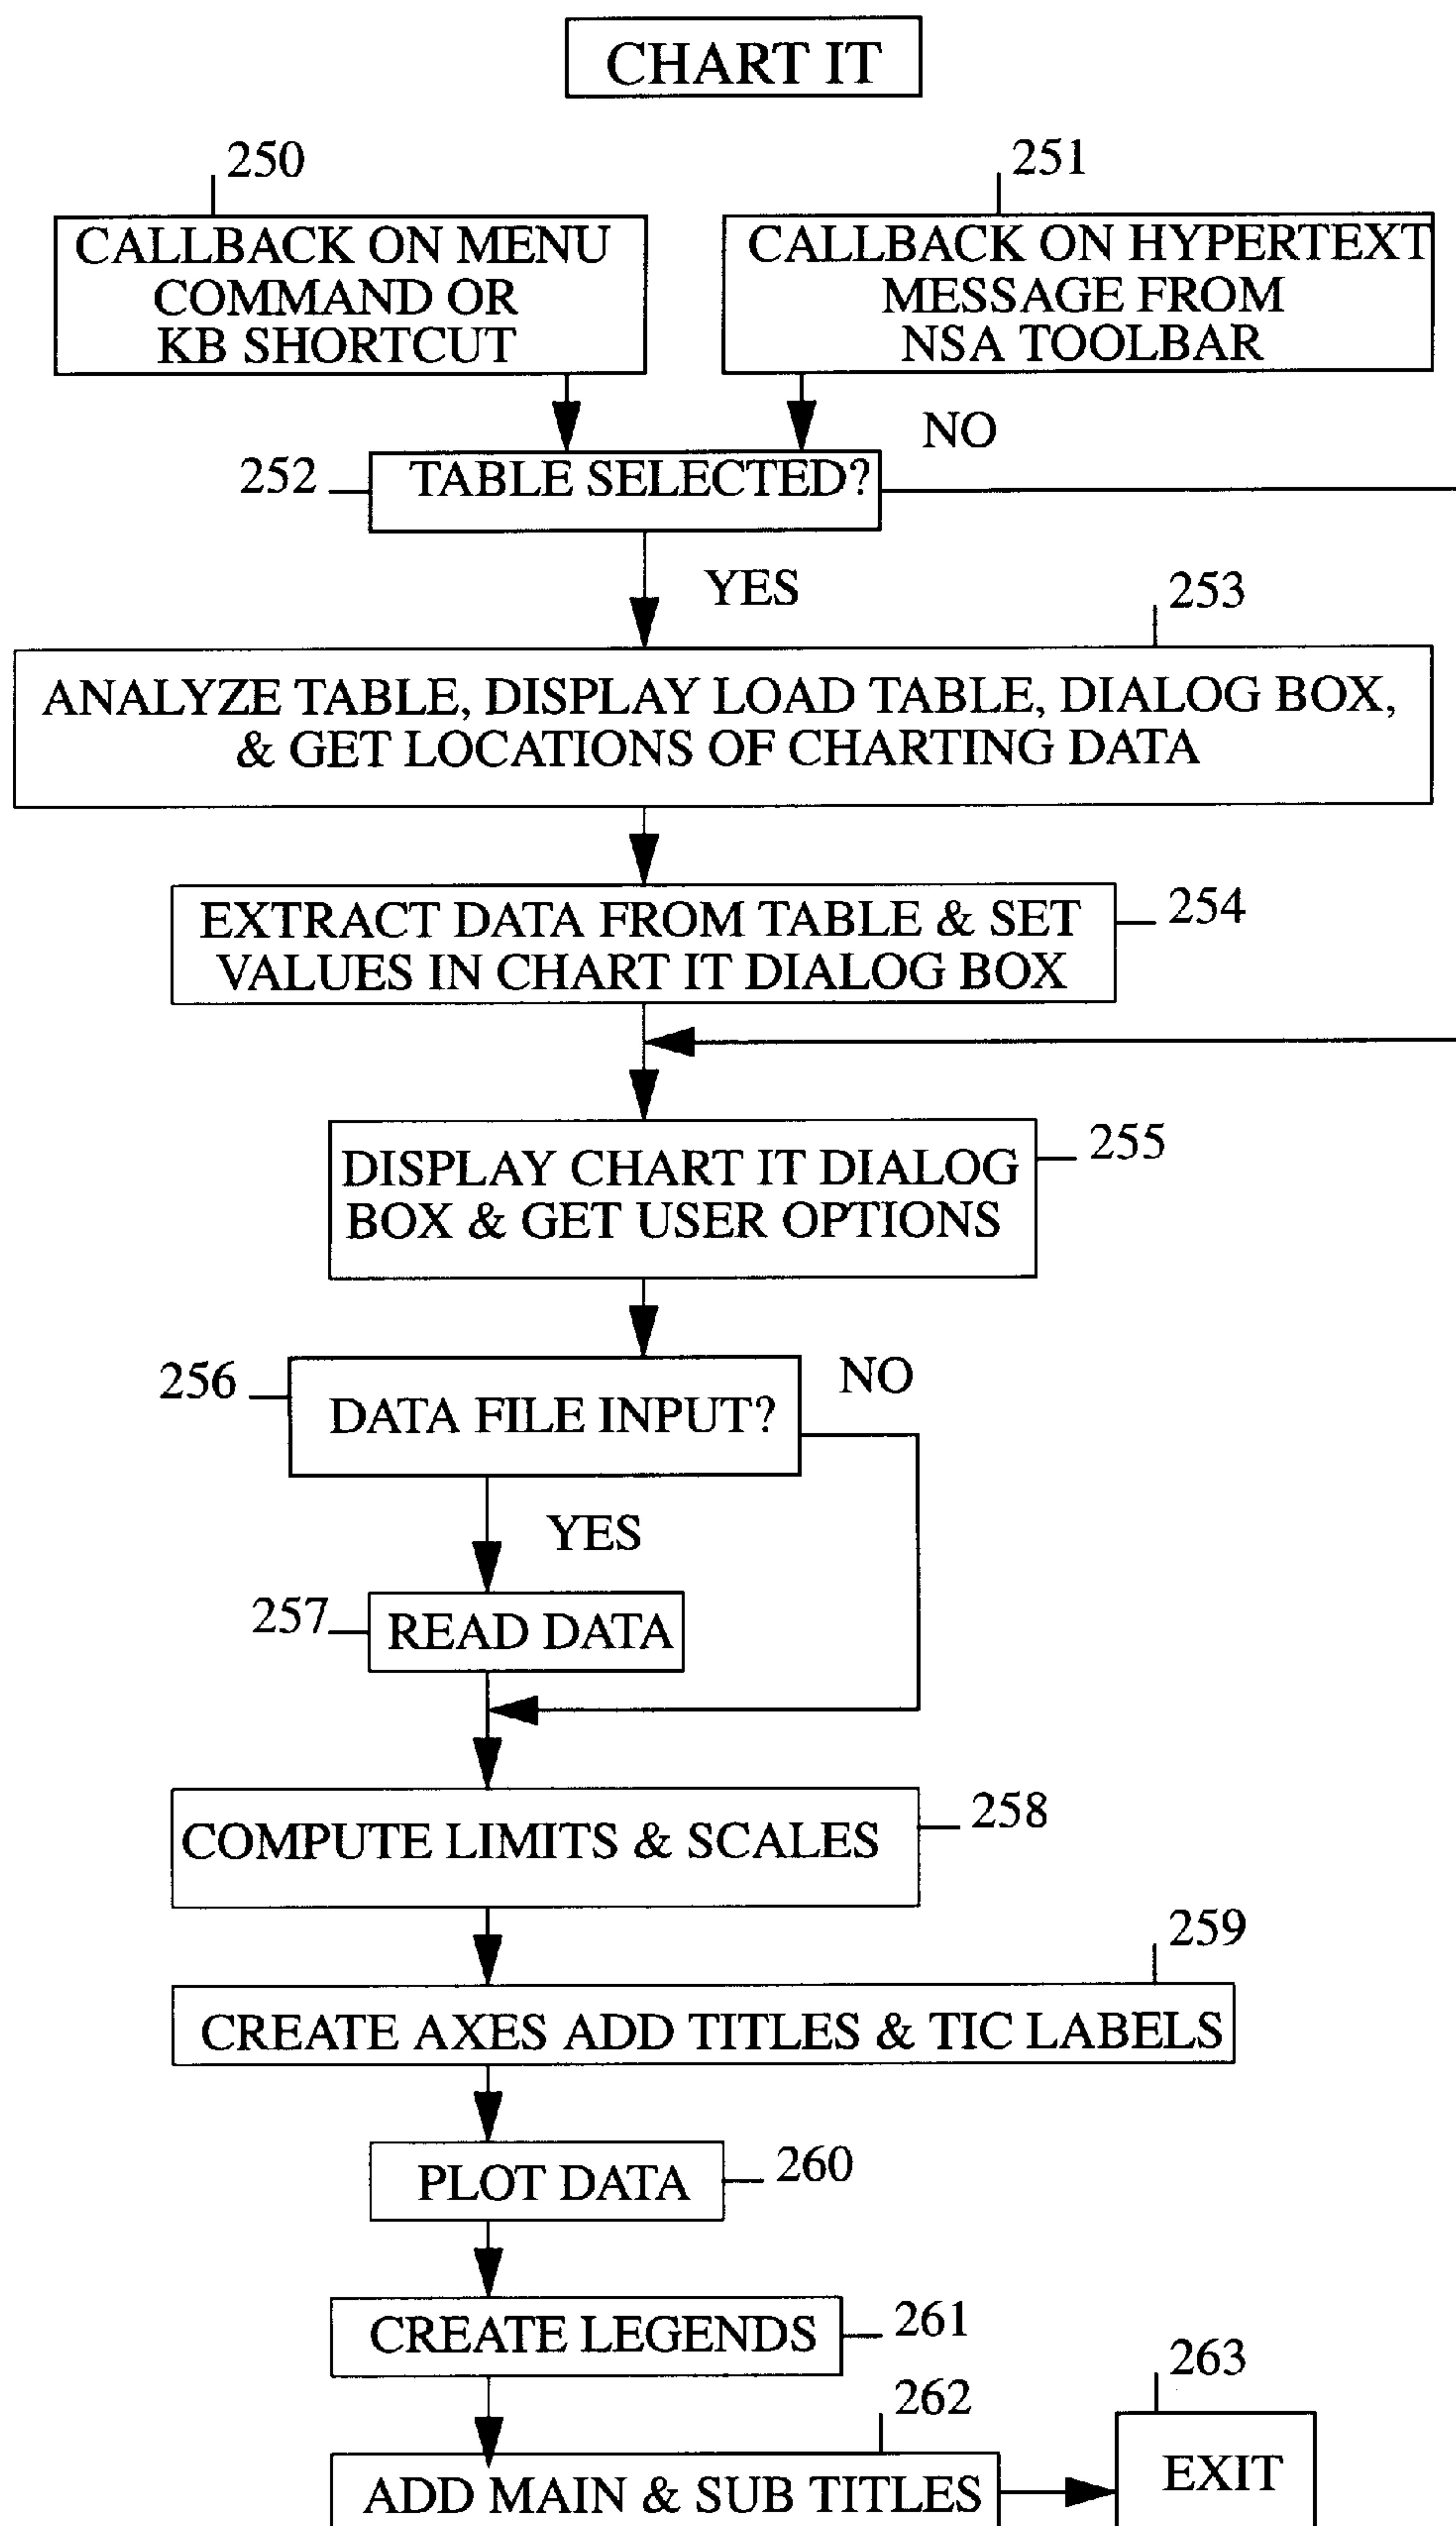 CHART IT
250
251
CALLBACK ON MENU
COMMAND OR
KB SHORTCUT
CALLBACK ON HYPERTEXT
MESSAGE FROM
NSA TOOLBAR
NO
252
TABLE SELECTED?
YES
253
ANALYZE TABLE, DISPLAY LOAD TABLE, DIALOG BOX,
& GET LOCATIONS OF CHARTING DATA
254
EXTRACT DATA FROM TABLE & SET
VALUES IN CHART IT DIALOG BOX
255
DISPLAY CHART IT DIALOG
BOX & GET USER OPTIONS
256
NO
DATA FILE INPUT?
YES
257
READ DATA
258
COMPUTE LIMITS & SCALES
259
CREATE AXES ADD TITLES & TIC LABELS
260
PLOT DATA
261
CREATE LEGENDS
262
263
ADD MAIN & SUB TITLES
EXIT